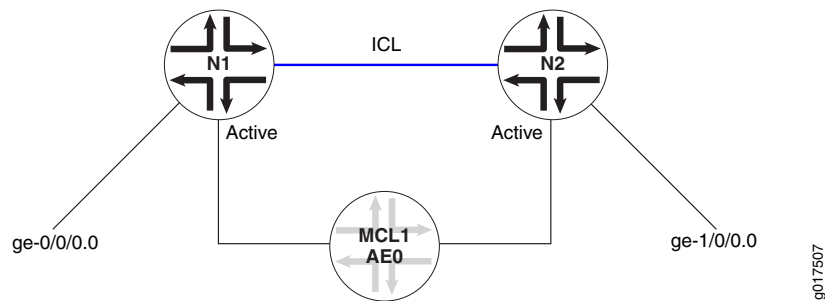 ICL
N1
N2
Active
Active
MCL1
AE0
ge-0/0/0.0
ge-1/0/0.0
g017507